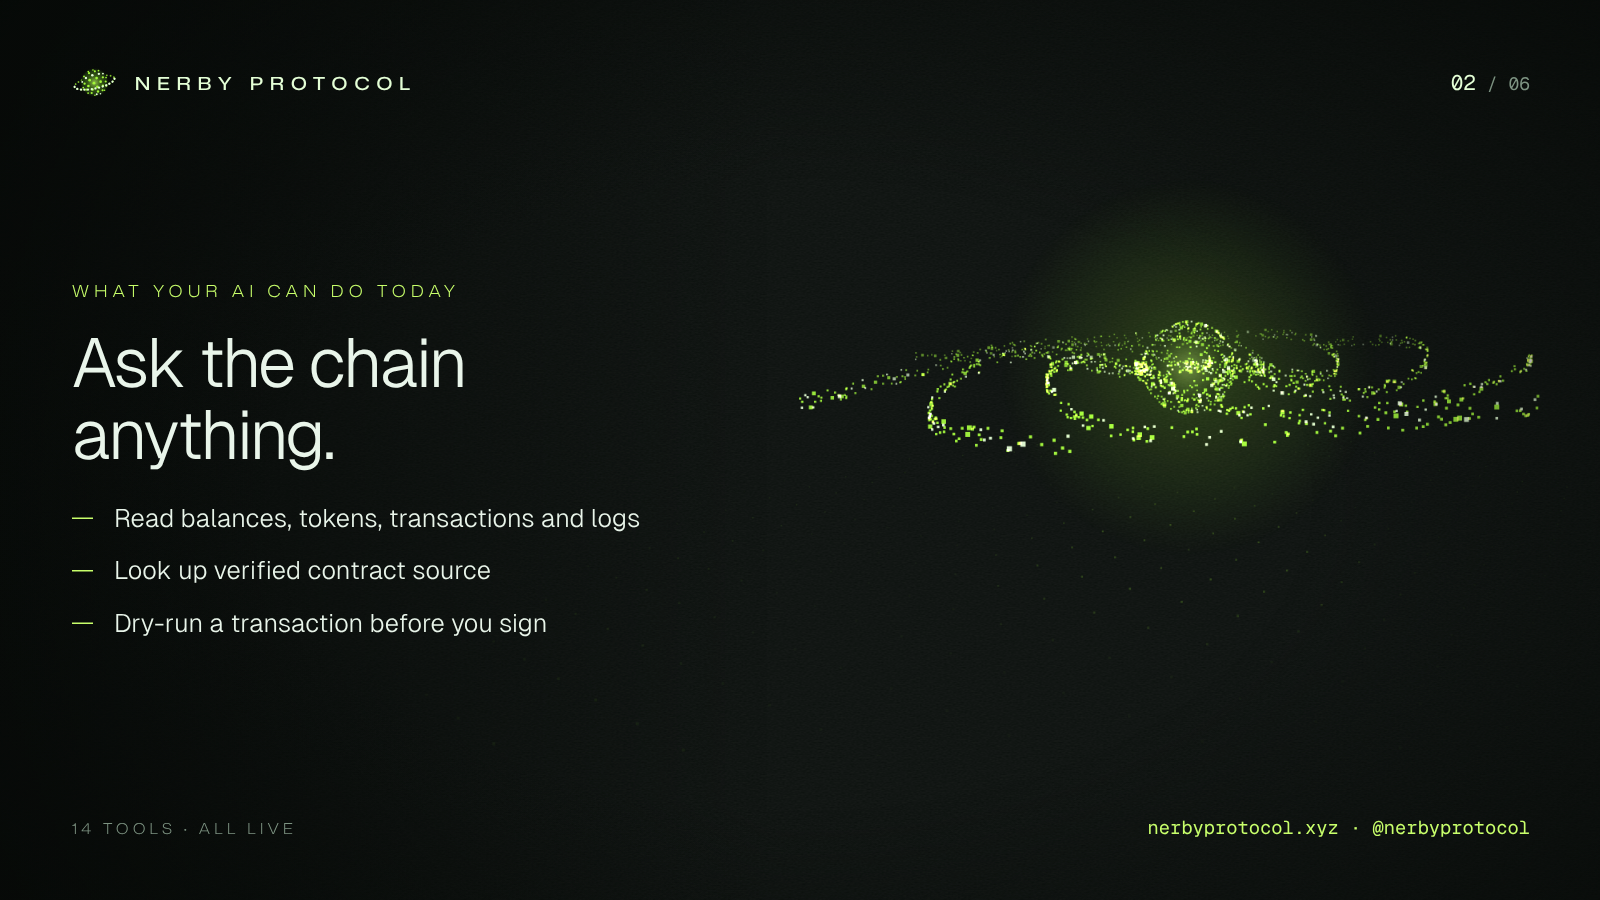 NERBY PROTOCOL
02 / 06
WHAT YOUR AI CAN DO TODAY
Ask the chain
anything.
— Read balances, tokens, transactions and logs
— Look up verified contract source
— Dry-run a transaction before you sign
14 TOOLS · ALL LIVE
nerbyprotocol.xyz · @nerbyprotocol